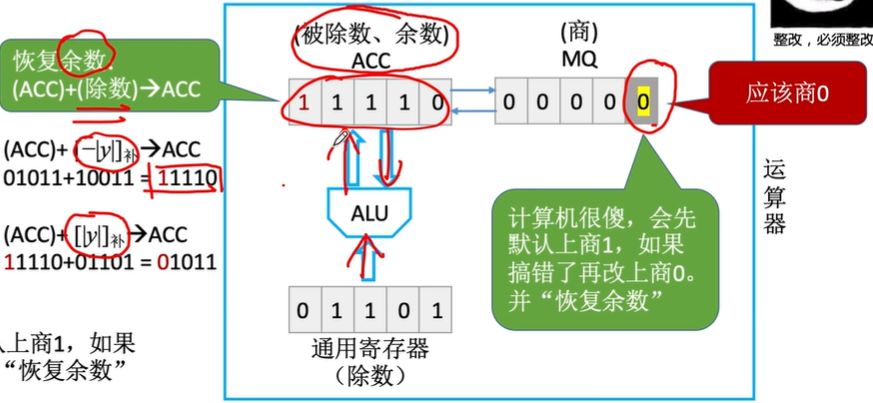 整改，必须整改
恢复余数：
(ACC)+(除数)→ACC
(被除数、余数)
ACC
1 1 1 1 0
(商)
MQ
0 0 0 0 0
应该商0
(ACC)+ [−|y|]补→ACC
01011+10011 = 11110
(ACC)+ [|y|]补→ACC
11110+01101 = 01011
ALU
计算机很傻，会先
默认上商1，如果
搞错了再改上商0。
并“恢复余数”
运
算
器
0 1 1 0 1
通用寄存器
（除数）
上商1，如果
“恢复余数”